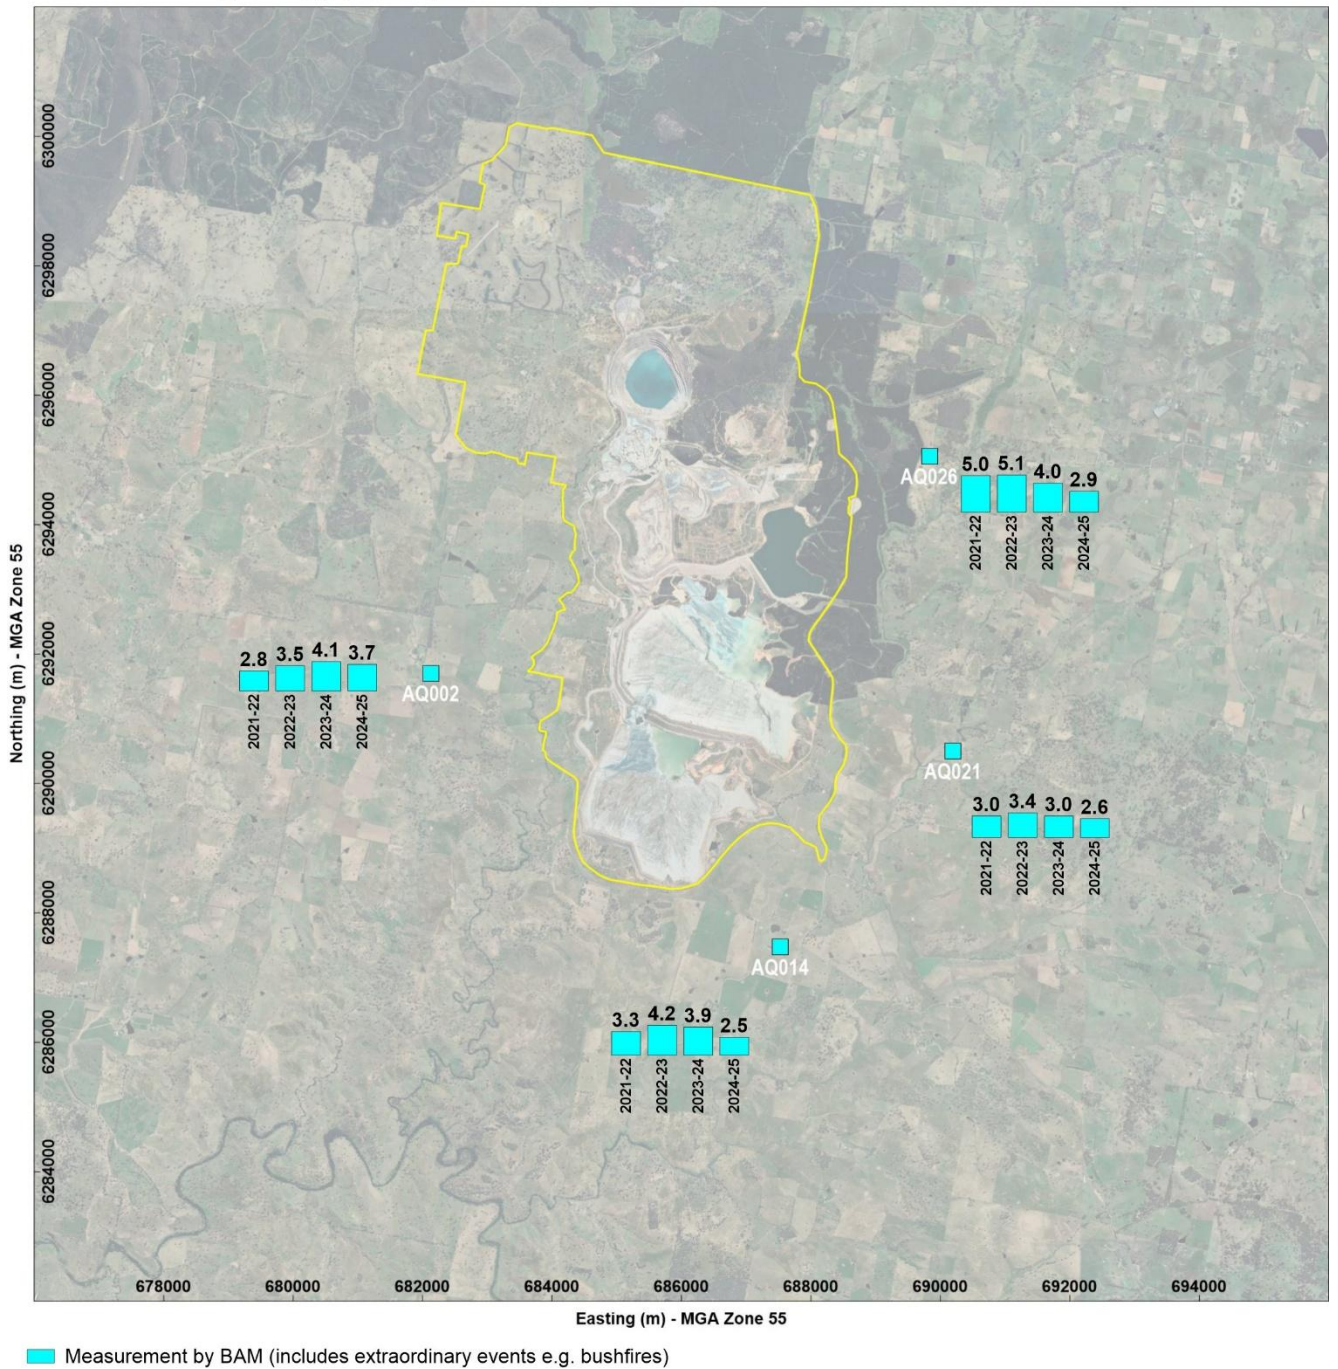 6300000
6298000
6296000
6294000
6292000
6290000
6288000
6286000
6284000
Northing (m) - MGA Zone 55
AQ026
5.0 5.1 4.0 2.9
2021-22 2022-23 2023-24 2024-25
2.8 3.5 4.1 3.7
AQ002
2021-22 2022-23 2023-24 2024-25
AQ021
3.0 3.4 3.0 2.6
2021-22 2022-23 2023-24 2024-25
AQ014
3.3 4.2 3.9 2.5
2021-22 2022-23 2023-24 2024-25
678000 680000 682000 684000 686000 688000 690000 692000 694000
Easting (m) - MGA Zone 55
Measurement by BAM (includes extraordinary events e.g. bushfires)